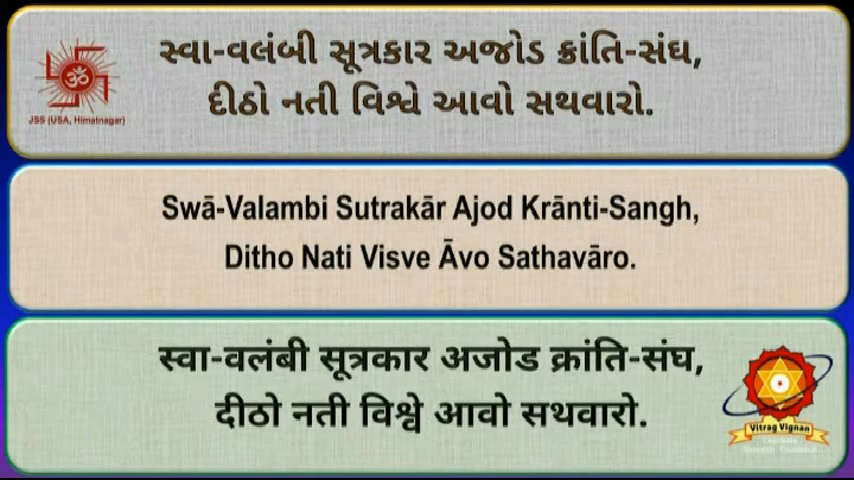 સ્વા-વલંબી સૂત્રકાર અજોડ ક્રાંતિ-સંઘ,
દીઠો નતી વિશ્વે આવો સથવારો.
JSS (USA, Himatnagar)
Swā-Valambi Sutrakār Ajod Krānti-Sangh,
Ditho Nati Visve Āvo Sathavāro.
स्वा-वलंबी सूत्रकार अजोड क्रांति-संघ,
दीठो नती विश्वे आवो सथवारो.
Vitrag Vignan